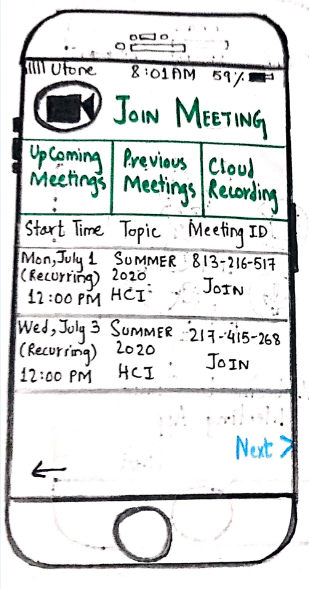 Utone 8:01AM 59%
JOIN MEETING
UpComing Meetings
Previous Meetings
Cloud Recording
Start Time Topic Meeting ID
Mon, July 1 SUMMER 813-216-517
(Recurring) 2020 JOIN
12:00 PM HCI
Wed, July 3 SUMMER 217-415-268
(Recurring) 2020 JOIN
12:00 PM HCI
Next >